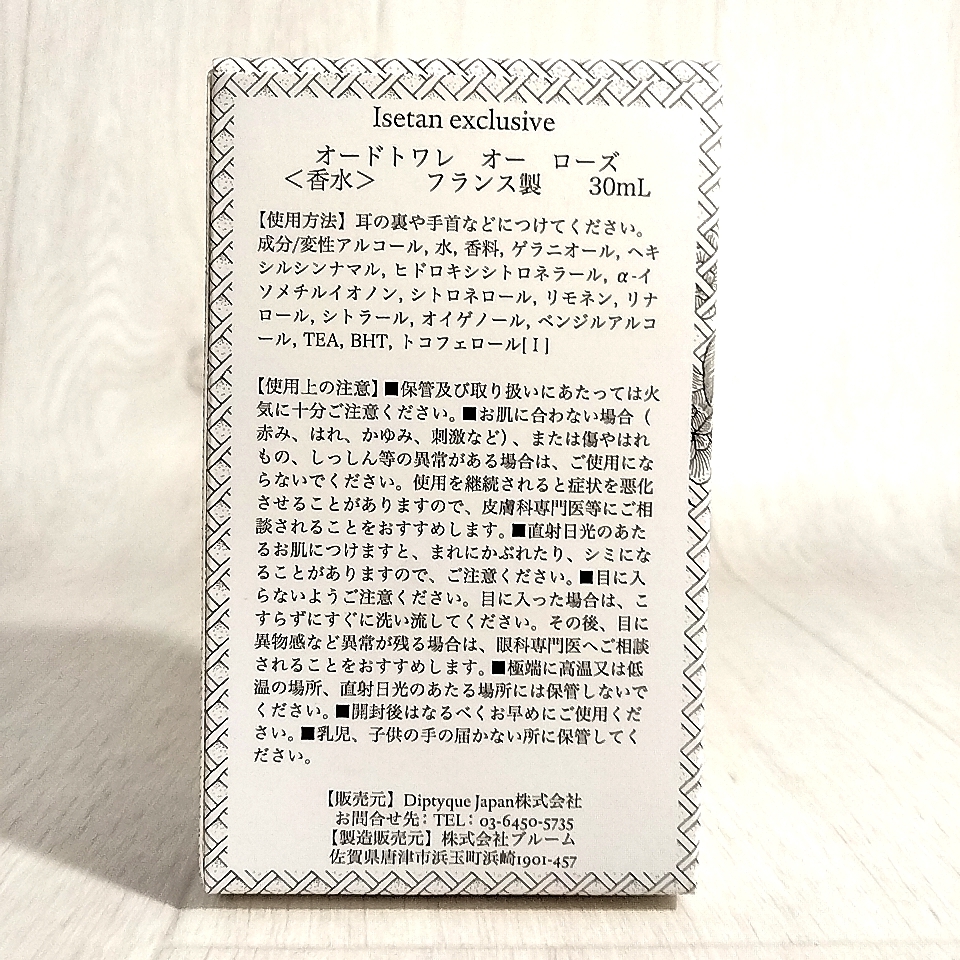 Isetan exclusive
オードトワレ　オー　ローズ
＜香水＞　　フランス製　　30mL
【使用方法】耳の裏や手首などにつけてください。
成分/変性アルコール, 水, 香料, ゲラニオール, ヘキ
シルシンナマル, ヒドロキシシトロネラール, α-イ
ソメチルイオノン, シトロネロール, リモネン, リナ
ロール, シトラール, オイゲノール, ベンジルアルコ
ール, TEA, BHT, トコフェロール[ I ]
【使用上の注意】■保管及び取り扱いにあたっては火
気に十分ご注意ください。■お肌に合わない場合（
赤み、はれ、かゆみ、刺激など）、または傷やはれ
もの、しっしん等の異常がある場合は、ご使用にな
らないでください。使用を継続されると症状を悪化
させることがありますので、皮膚科専門医等にご相
談されることをおすすめします。■直射日光のあた
るお肌につけますと、まれにかぶれたり、シミにな
ることがありますので、ご注意ください。■目に入
らないようご注意ください。目に入った場合は、こ
すらずにすぐに洗い流してください。その後、目に
異物感など異常が残る場合は、眼科専門医へご相談
されることをおすすめします。■極端に高温又は低
温の場所、直射日光のあたる場所には保管しないで
ください。■開封後はなるべくお早めにご使用くだ
さい。■乳児、子供の手の届かない所に保管してく
ださい。
【販売元】Diptyque Japan株式会社
お問合せ先：TEL：03-6450-5735
【製造販売元】株式会社ブルーム
佐賀県唐津市浜玉町浜崎1901-457